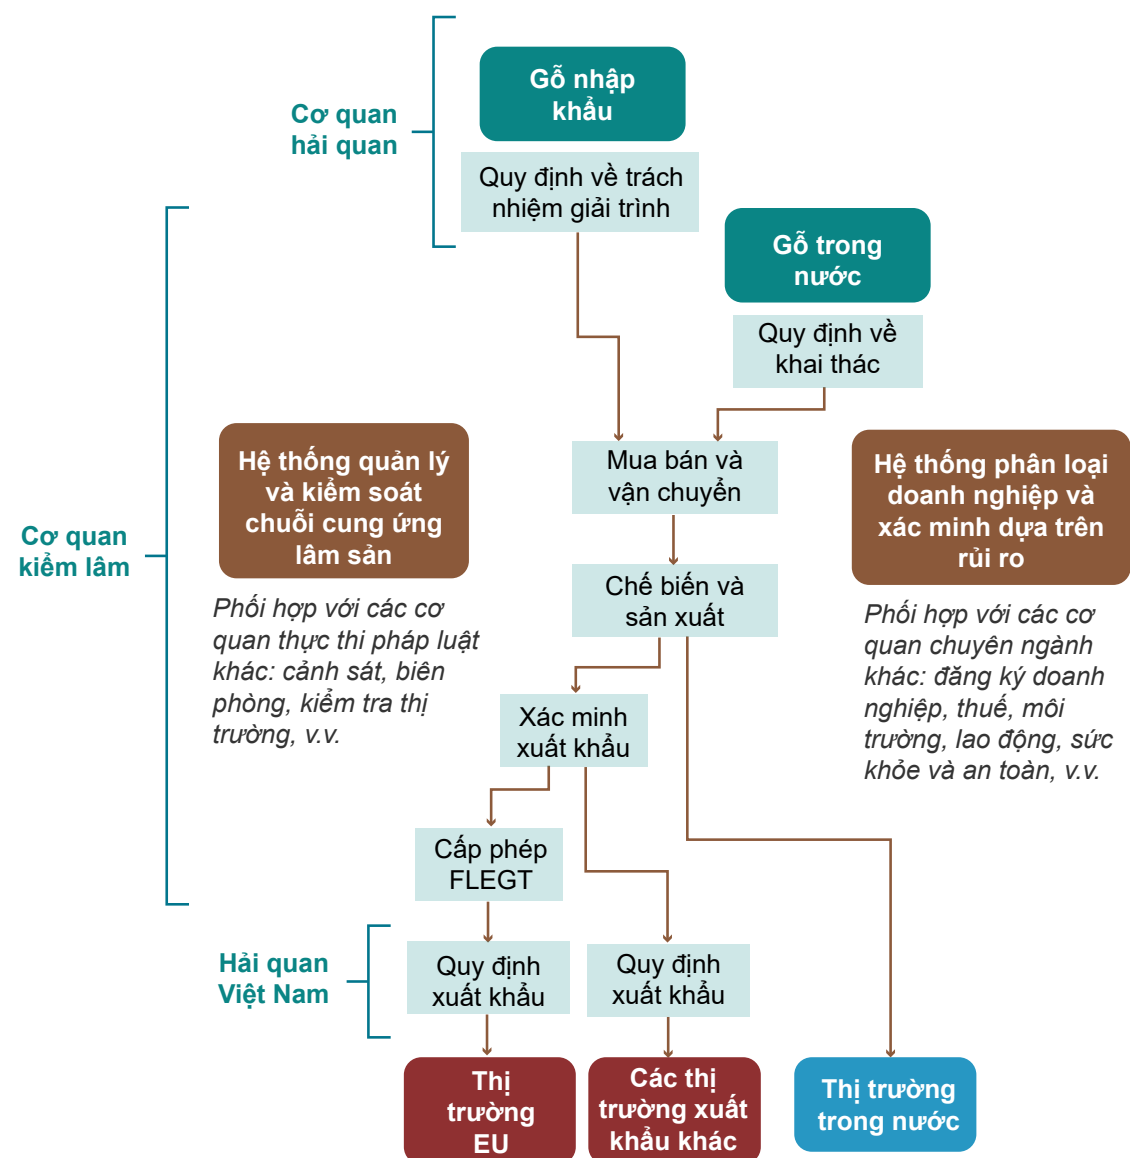 Gỗ nhập
khẩu
Cơ quan
hải quan
Quy định về trách
nhiệm giải trình
Gỗ trong
nước
Quy định về
khai thác
Hệ thống quản lý
và kiểm soát
chuỗi cung ứng
lâm sản
Mua bán và
vận chuyển
Hệ thống phân loại
doanh nghiệp và
xác minh dựa trên
rủi ro
Cơ quan
kiểm lâm
Chế biến và
sản xuất
Phối hợp với các cơ
quan thực thi pháp luật
khác: cảnh sát, biên
phòng, kiểm tra thị
trường, v.v.
Phối hợp với các cơ
quan chuyên ngành
khác: đăng ký doanh
nghiệp, thuế, môi
trường, lao động, sức
khỏe và an toàn, v.v.
Xác minh
xuất khẩu
Cấp phép
FLEGT
Hải quan
Việt Nam
Quy định
xuất khẩu
Quy định
xuất khẩu
Thị
trường
EU
Các thị
trường xuất
khẩu khác
Thị trường
trong nước